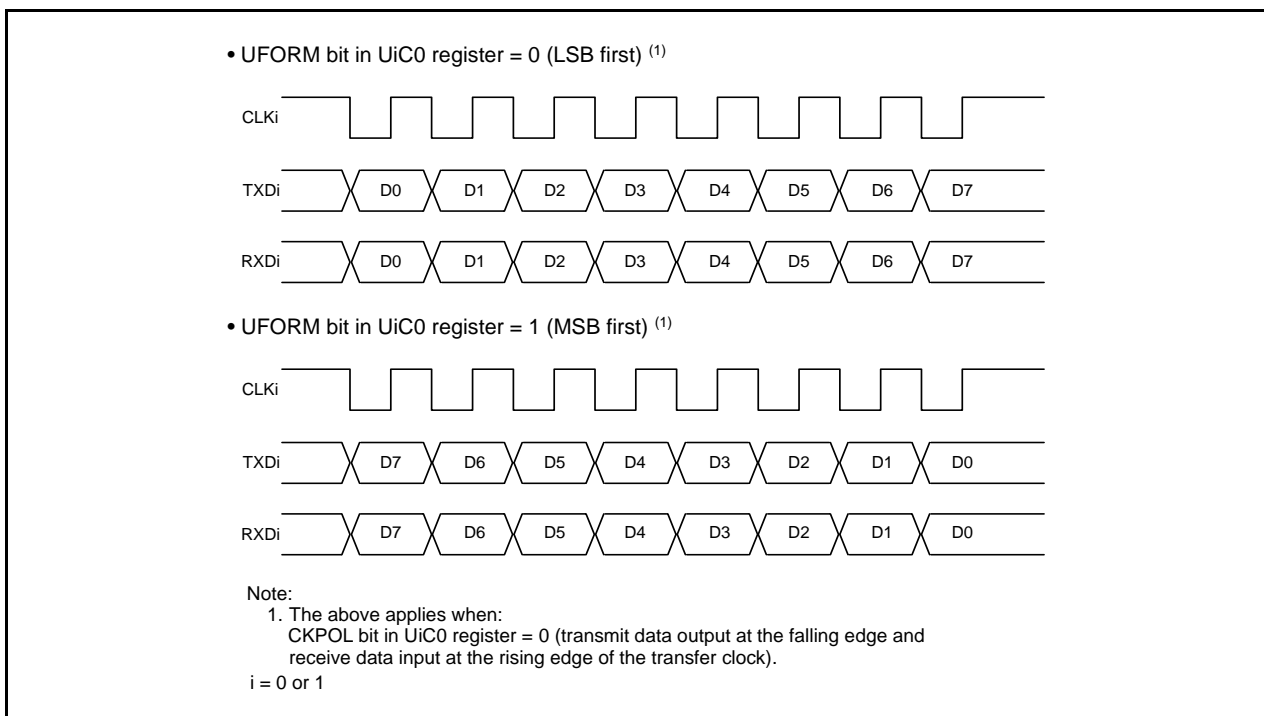 • UFORM bit in UiC0 register = 0 (LSB first) (1)
CLKi
TXDi D0 D1 D2 D3 D4 D5 D6 D7
RXDi D0 D1 D2 D3 D4 D5 D6 D7
• UFORM bit in UiC0 register = 1 (MSB first) (1)
CLKi
TXDi D7 D6 D5 D4 D3 D2 D1 D0
RXDi D7 D6 D5 D4 D3 D2 D1 D0
Note:
1. The above applies when:
CKPOL bit in UiC0 register = 0 (transmit data output at the falling edge and
receive data input at the rising edge of the transfer clock).
i = 0 or 1